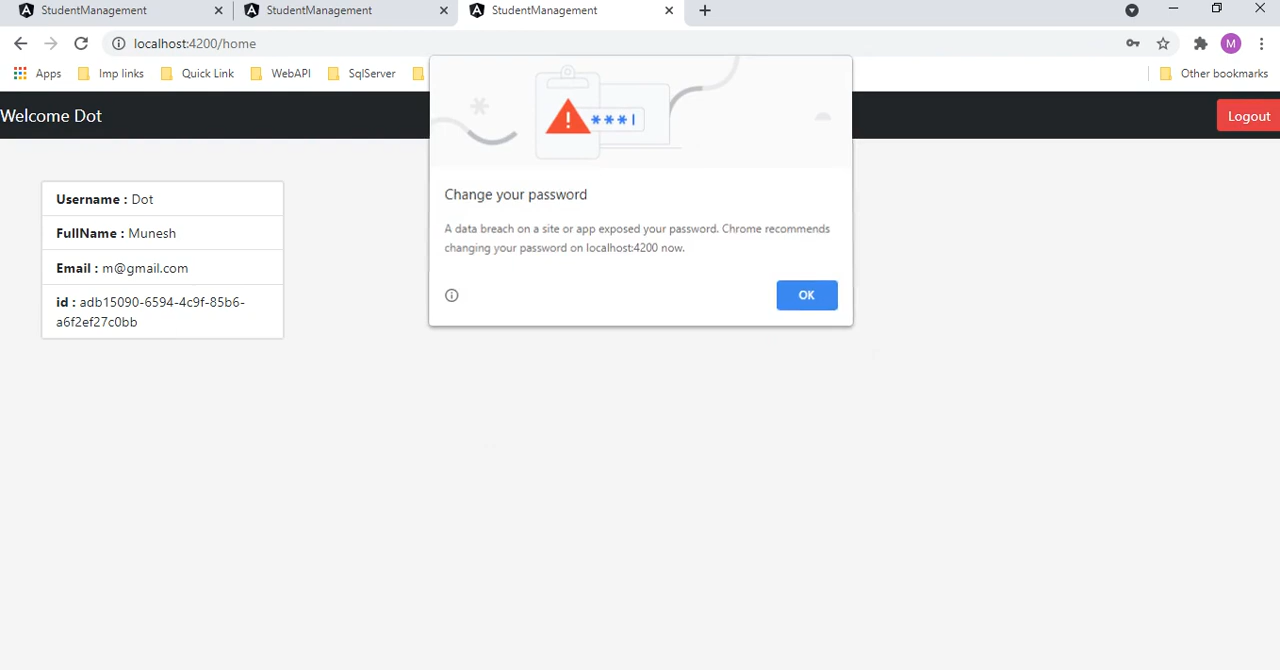 StudentManagement
StudentManagement
StudentManagement
localhost:4200/home
M
Apps
Imp links
Quick Link
WebAPI
SqlServer
Other bookmarks
Welcome Dot
Logout
***
Change your password
A data breach on a site or app exposed your password. Chrome recommends
changing your password on localhost:4200 now.
OK
Username : Dot
FullName : Munesh
Email : m@gmail.com
id : adb15090-6594-4c9f-85b6-
a6f2ef27c0bb